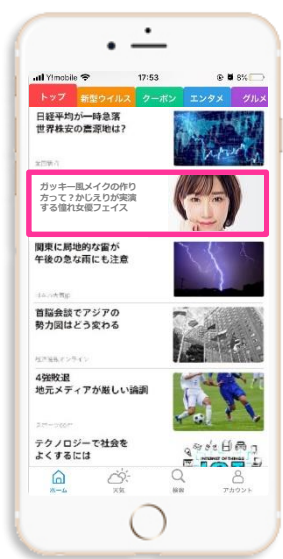 Y!mobile 17:53 8%
トップ 新型ウイルス クーポン エンタメ グルメ
日経平均が一時急落
世界株安の震源地は?
ガッキー風メイクの作り
方って?かじえりが実演
する憧れ女優フェイス
関東に局地的な雷が
午後の急な雨にも注意
首脳会談でアジアの
勢力図はどう変わる
4強敗退
地元メディアが厳しい論調
テクノロジーで社会を
よくするには
INTERNET OF THINGS
IOT
ホーム 天気 検索 アカウント